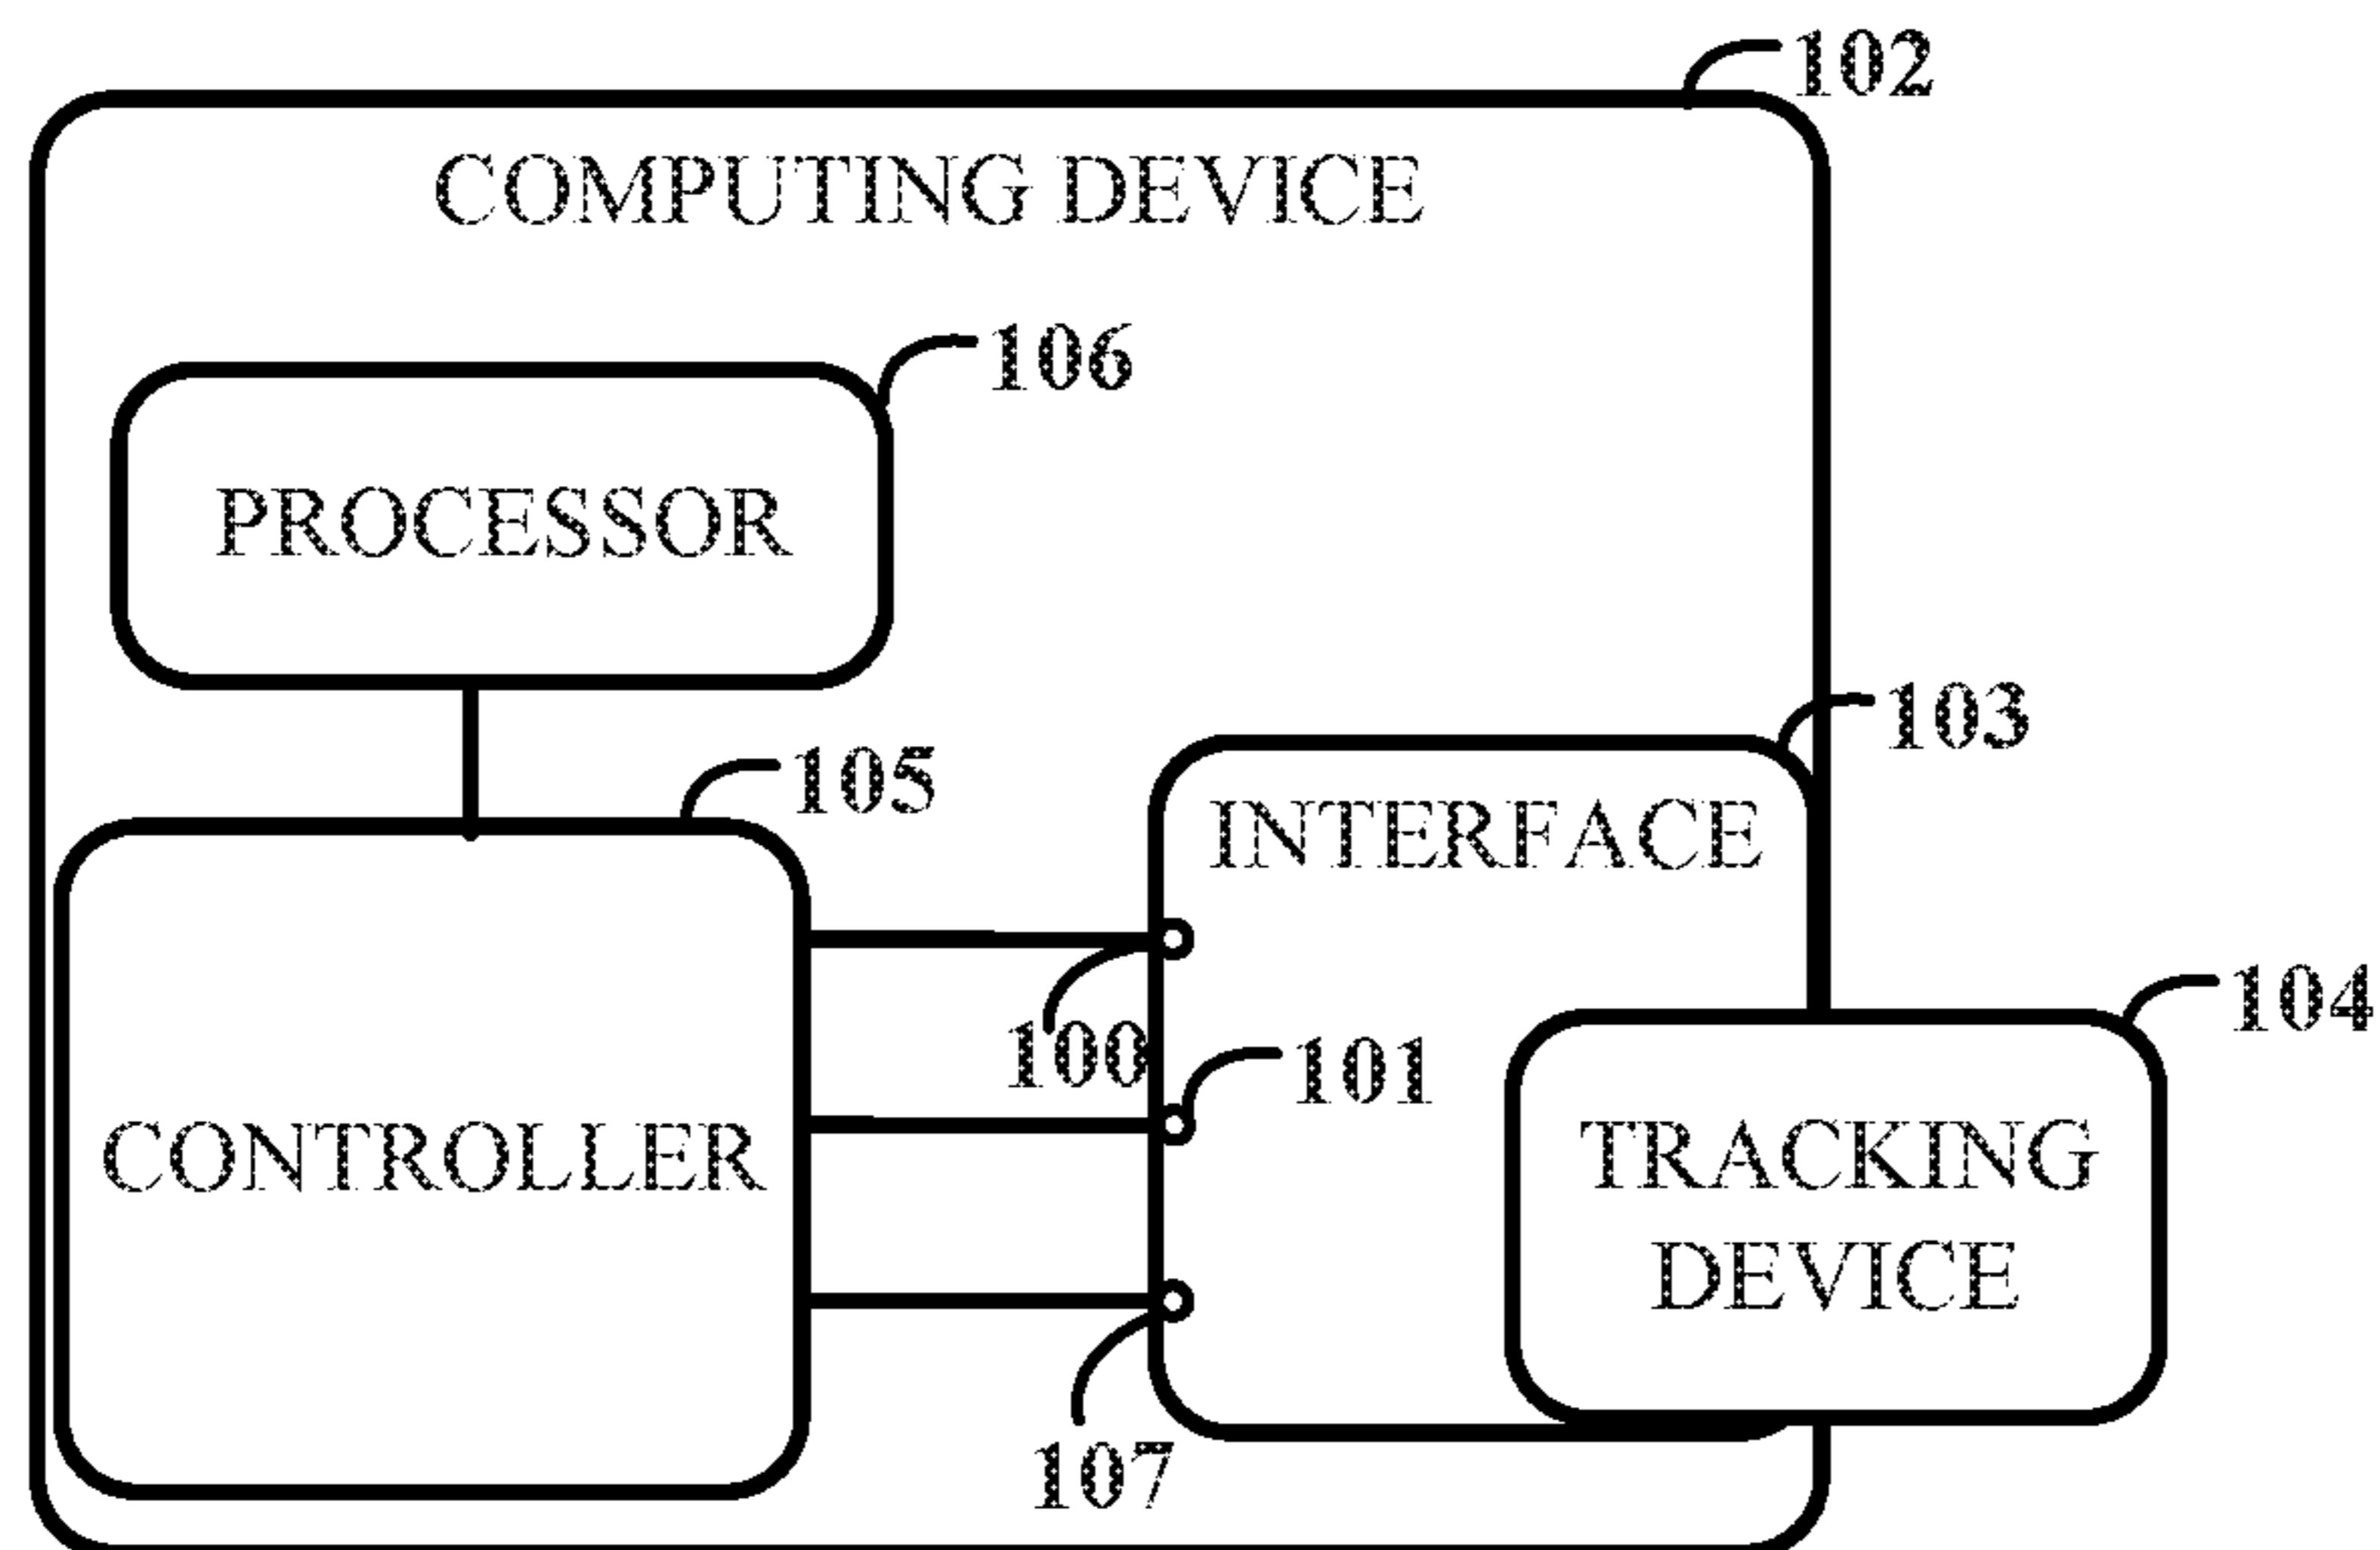 102
COMPUTING DEVICE
106
PROCESSOR
103
105
INTERFACE
104
100
101
CONTROLLER
TRACKING
DEVICE
107